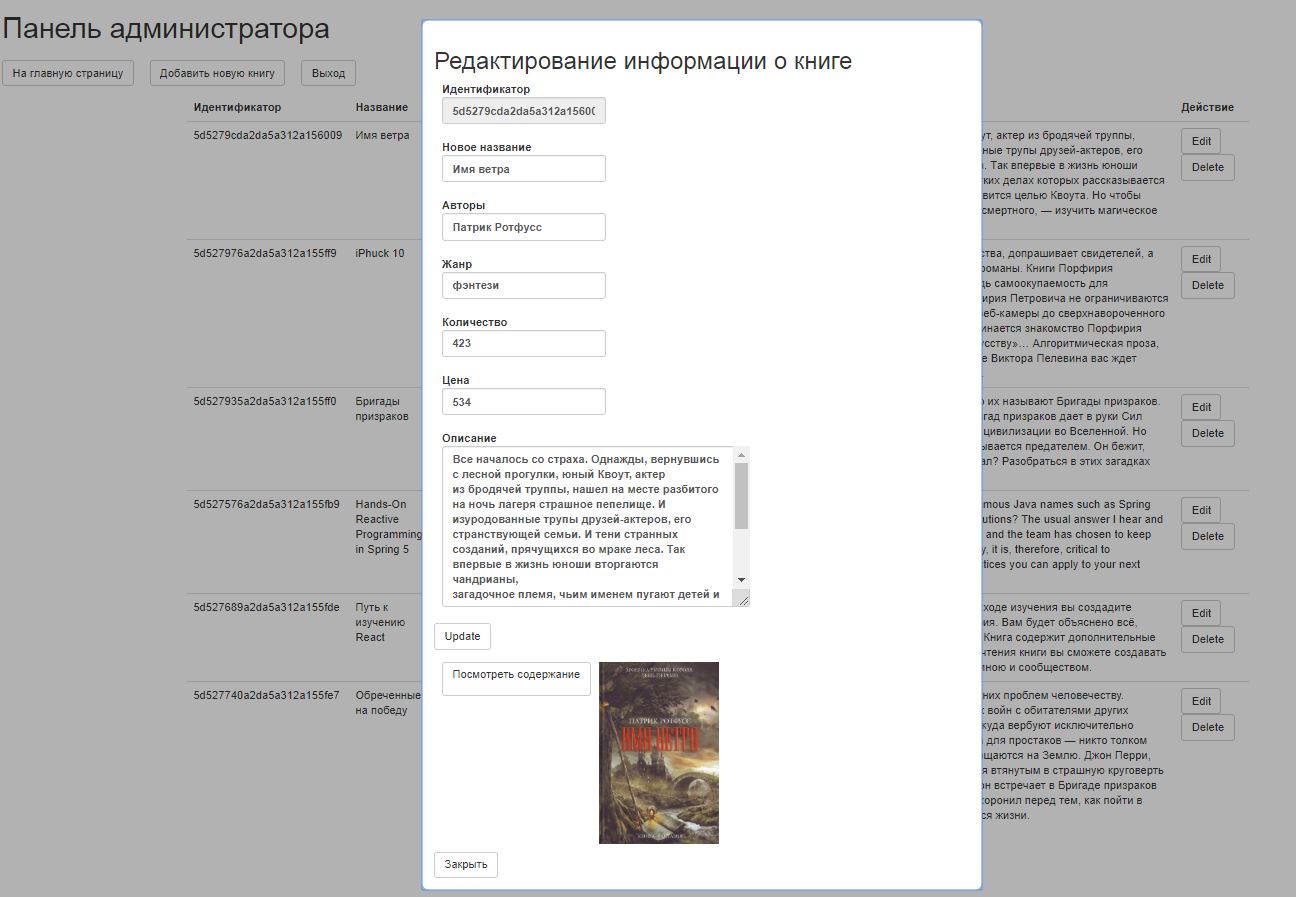 Панель администратора
На главную страницу
Добавить новую книгу
Выход
Идентификатор
Название
Действие
5d5279cda2da5a312a156009
Имя ветра
ут, актер из бродячей труппы,
ные трупы друзей-актеров, его
. Так впервые в жизнь юноши
ких делах которых рассказывается
вится целью Квоута. Но чтобы
смертного, — изучить магическое
Edit
Delete
5d527976a2da5a312a155ff9
iPhuck 10
ства, допрашивает свидетелей, а
романы. Книги Порфирия
дь самоокупаемость для
ирия Петровича не ограничиваются
еб-камеры до сверхнавороченного
инается знакомство Порфирия
усству»... Алгоритмическая проза,
е Виктора Пелевина вас ждет
Edit
Delete
5d527935a2da5a312a155ff0
Бригады
призраков
о их называют Бригады призраков.
гад призраков дает в руки Сил
цивилизации во Вселенной. Но
ывается предателем. Он бежит,
ал? Разобраться в этих загадках
Edit
Delete
5d527576a2da5a312a155fb9
Hands-On
Reactive
Programming
in Spring 5
mous Java names such as Spring
utions? The usual answer I hear and
and the team has chosen to keep
y, it is, therefore, critical to
tices you can apply to your next
Edit
Delete
5d527689a2da5a312a155fde
Путь к
изучению
React
ходе изучения вы создадите
ия. Вам будет объяснено всё,
Книга содержит дополнительные
чтения книги вы сможете создавать
мною и сообществом.
Edit
Delete
5d527740a2da5a312a155fe7
Обреченные
на победу
них проблем человечеству.
войн с обитателями других
куда вербуют исключительно
для простаков — никто толком
щаются на Землю. Джон Перри,
я втянутым в страшную круговерть
он встречает в Бригаде призраков
хоронил перед тем, как пойти в
ся жизни.
Edit
Delete
Редактирование информации о книге
Идентификатор
5d5279cda2da5a312a15600
Новое название
Имя ветра
Авторы
Патрик Ротфусс
Жанр
фэнтези
Количество
423
Цена
534
Описание
Все началось со страха. Однажды, вернувшись
с лесной прогулки, юный Квоут, актер
из бродячей труппы, нашел на месте разбитого
на ночь лагеря страшное пепелище. И
изуродованные трупы друзей-актеров, его
странствующей семьи. И тени странных
созданий, прячущихся во мраке леса. Так
впервые в жизнь юноши вторгаются
чандрианы,
загадочное племя, чьим именем пугают детей и
Update
Посмотреть содержание
ХРОНИКА УБИЙЦЫ КОРОЛЯ
ДЕНЬ ПЕРВЫЙ
ПАТРИК РОТФУСС
ИМЯ ВЕТРА
Закрыть